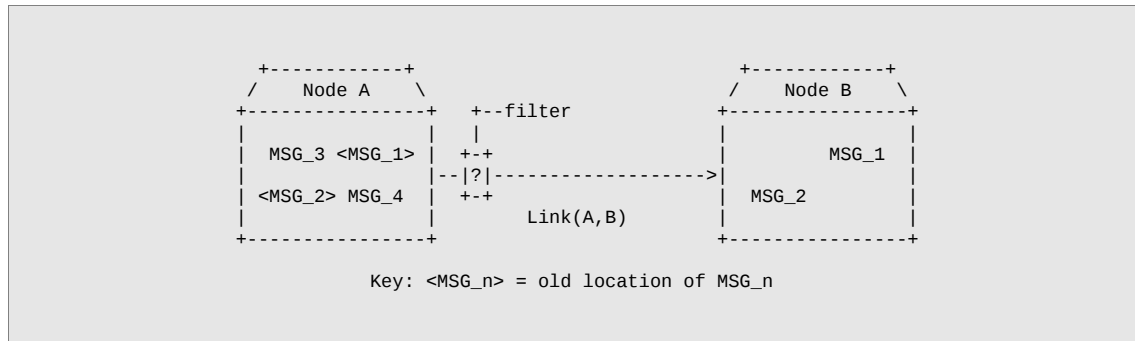 Node A Node B
filter
MSG_3 <MSG_1> MSG_1
?
<MSG_2> MSG_4 MSG_2
Link(A,B)
Key: <MSG_n> = old location of MSG_n